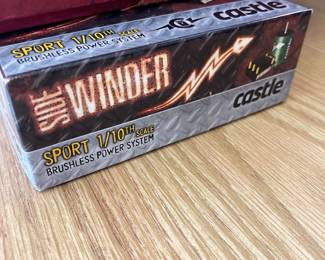 SPORT 1/10TH SCALE
BRUSHLESS POWER SYSTEM
castle
SIDE
WINDER
castle
SPORT 1/10TH SCALE
BRUSHLESS POWER SYSTEM